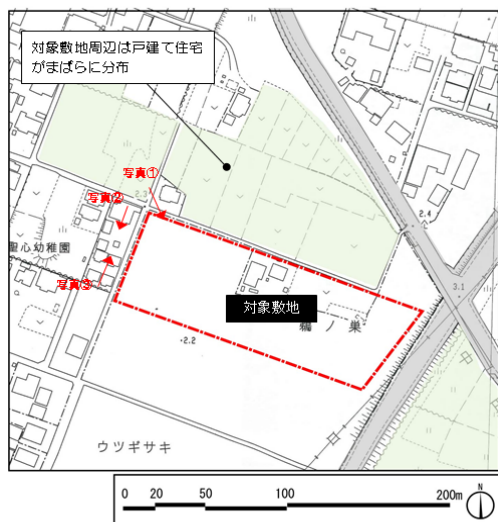 対象敷地周辺は戸建て住宅
がまばらに分布
写真①
2.3
写真②
2.4
聖心幼稚園
写真③
3.1
対象敷地
鵜ノ巣
2.2
ウツギサキ
0 20 50 100 200m
N